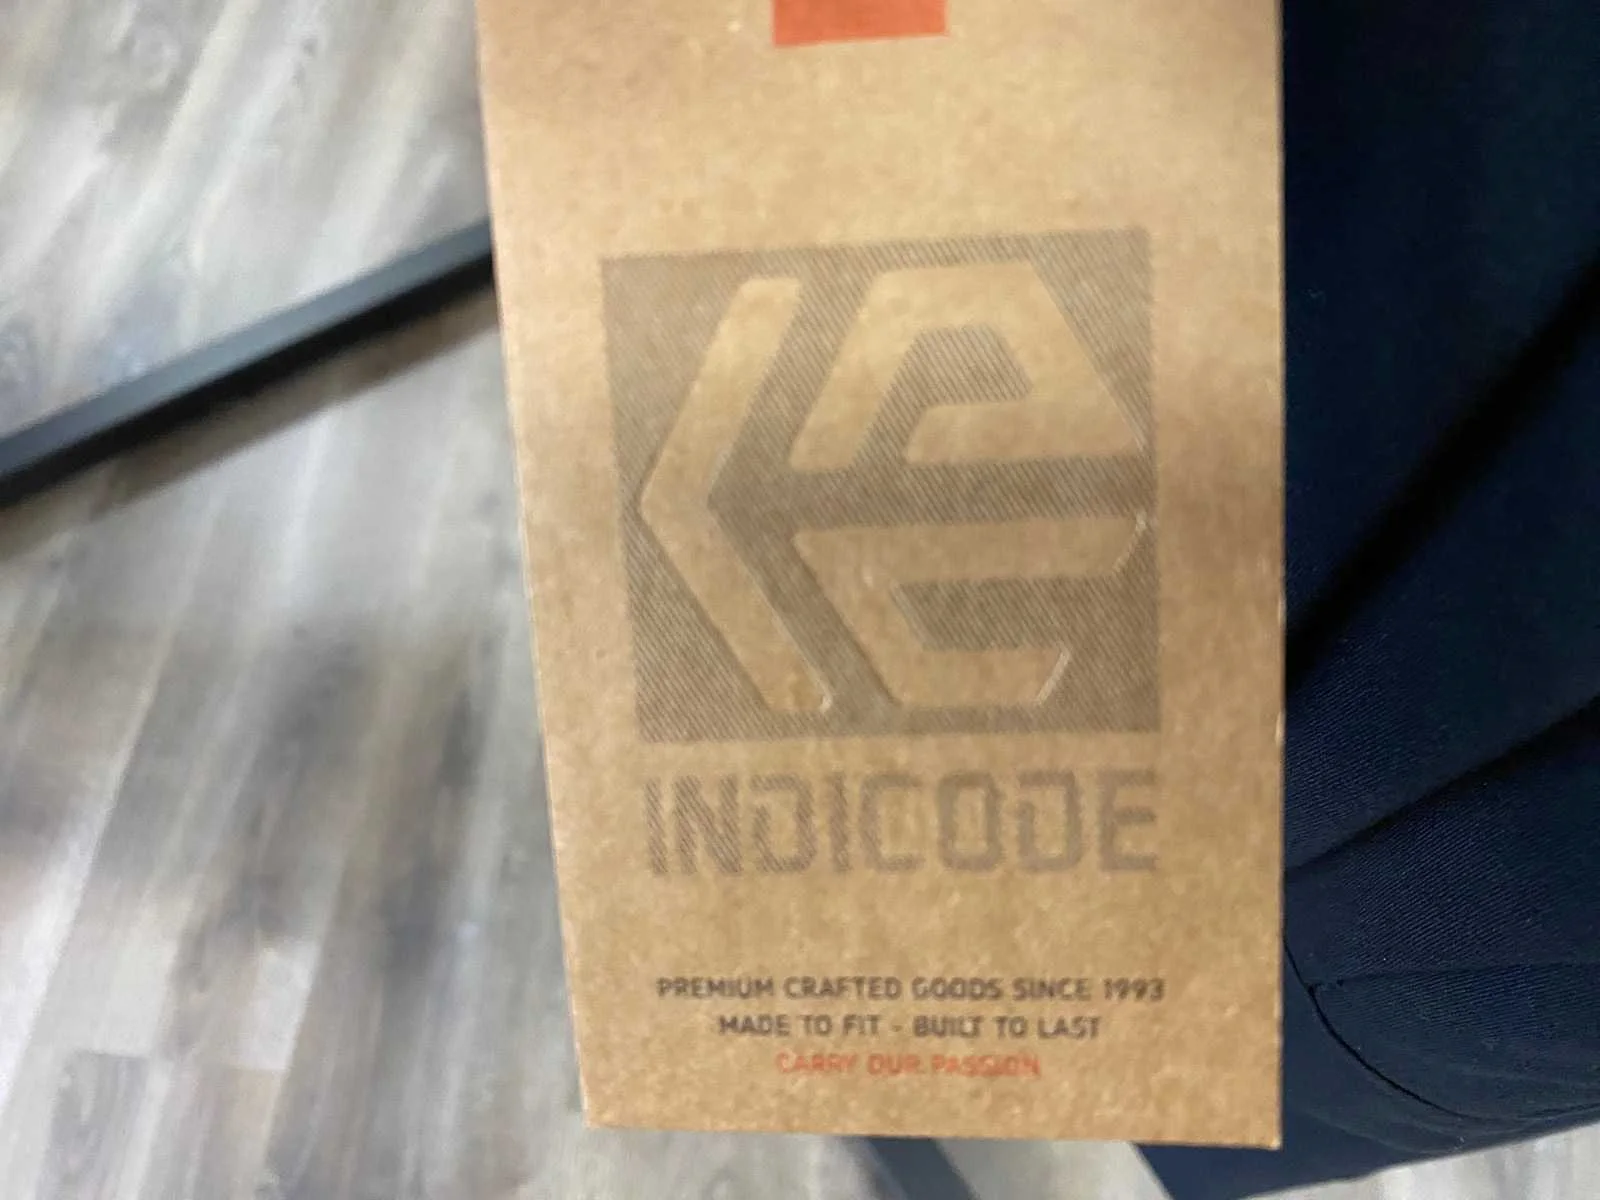 INDICODE
PREMIUM CRAFTED GOODS SINCE 1993
MADE TO FIT - BUILT TO LAST
CARRY OUR PASSION